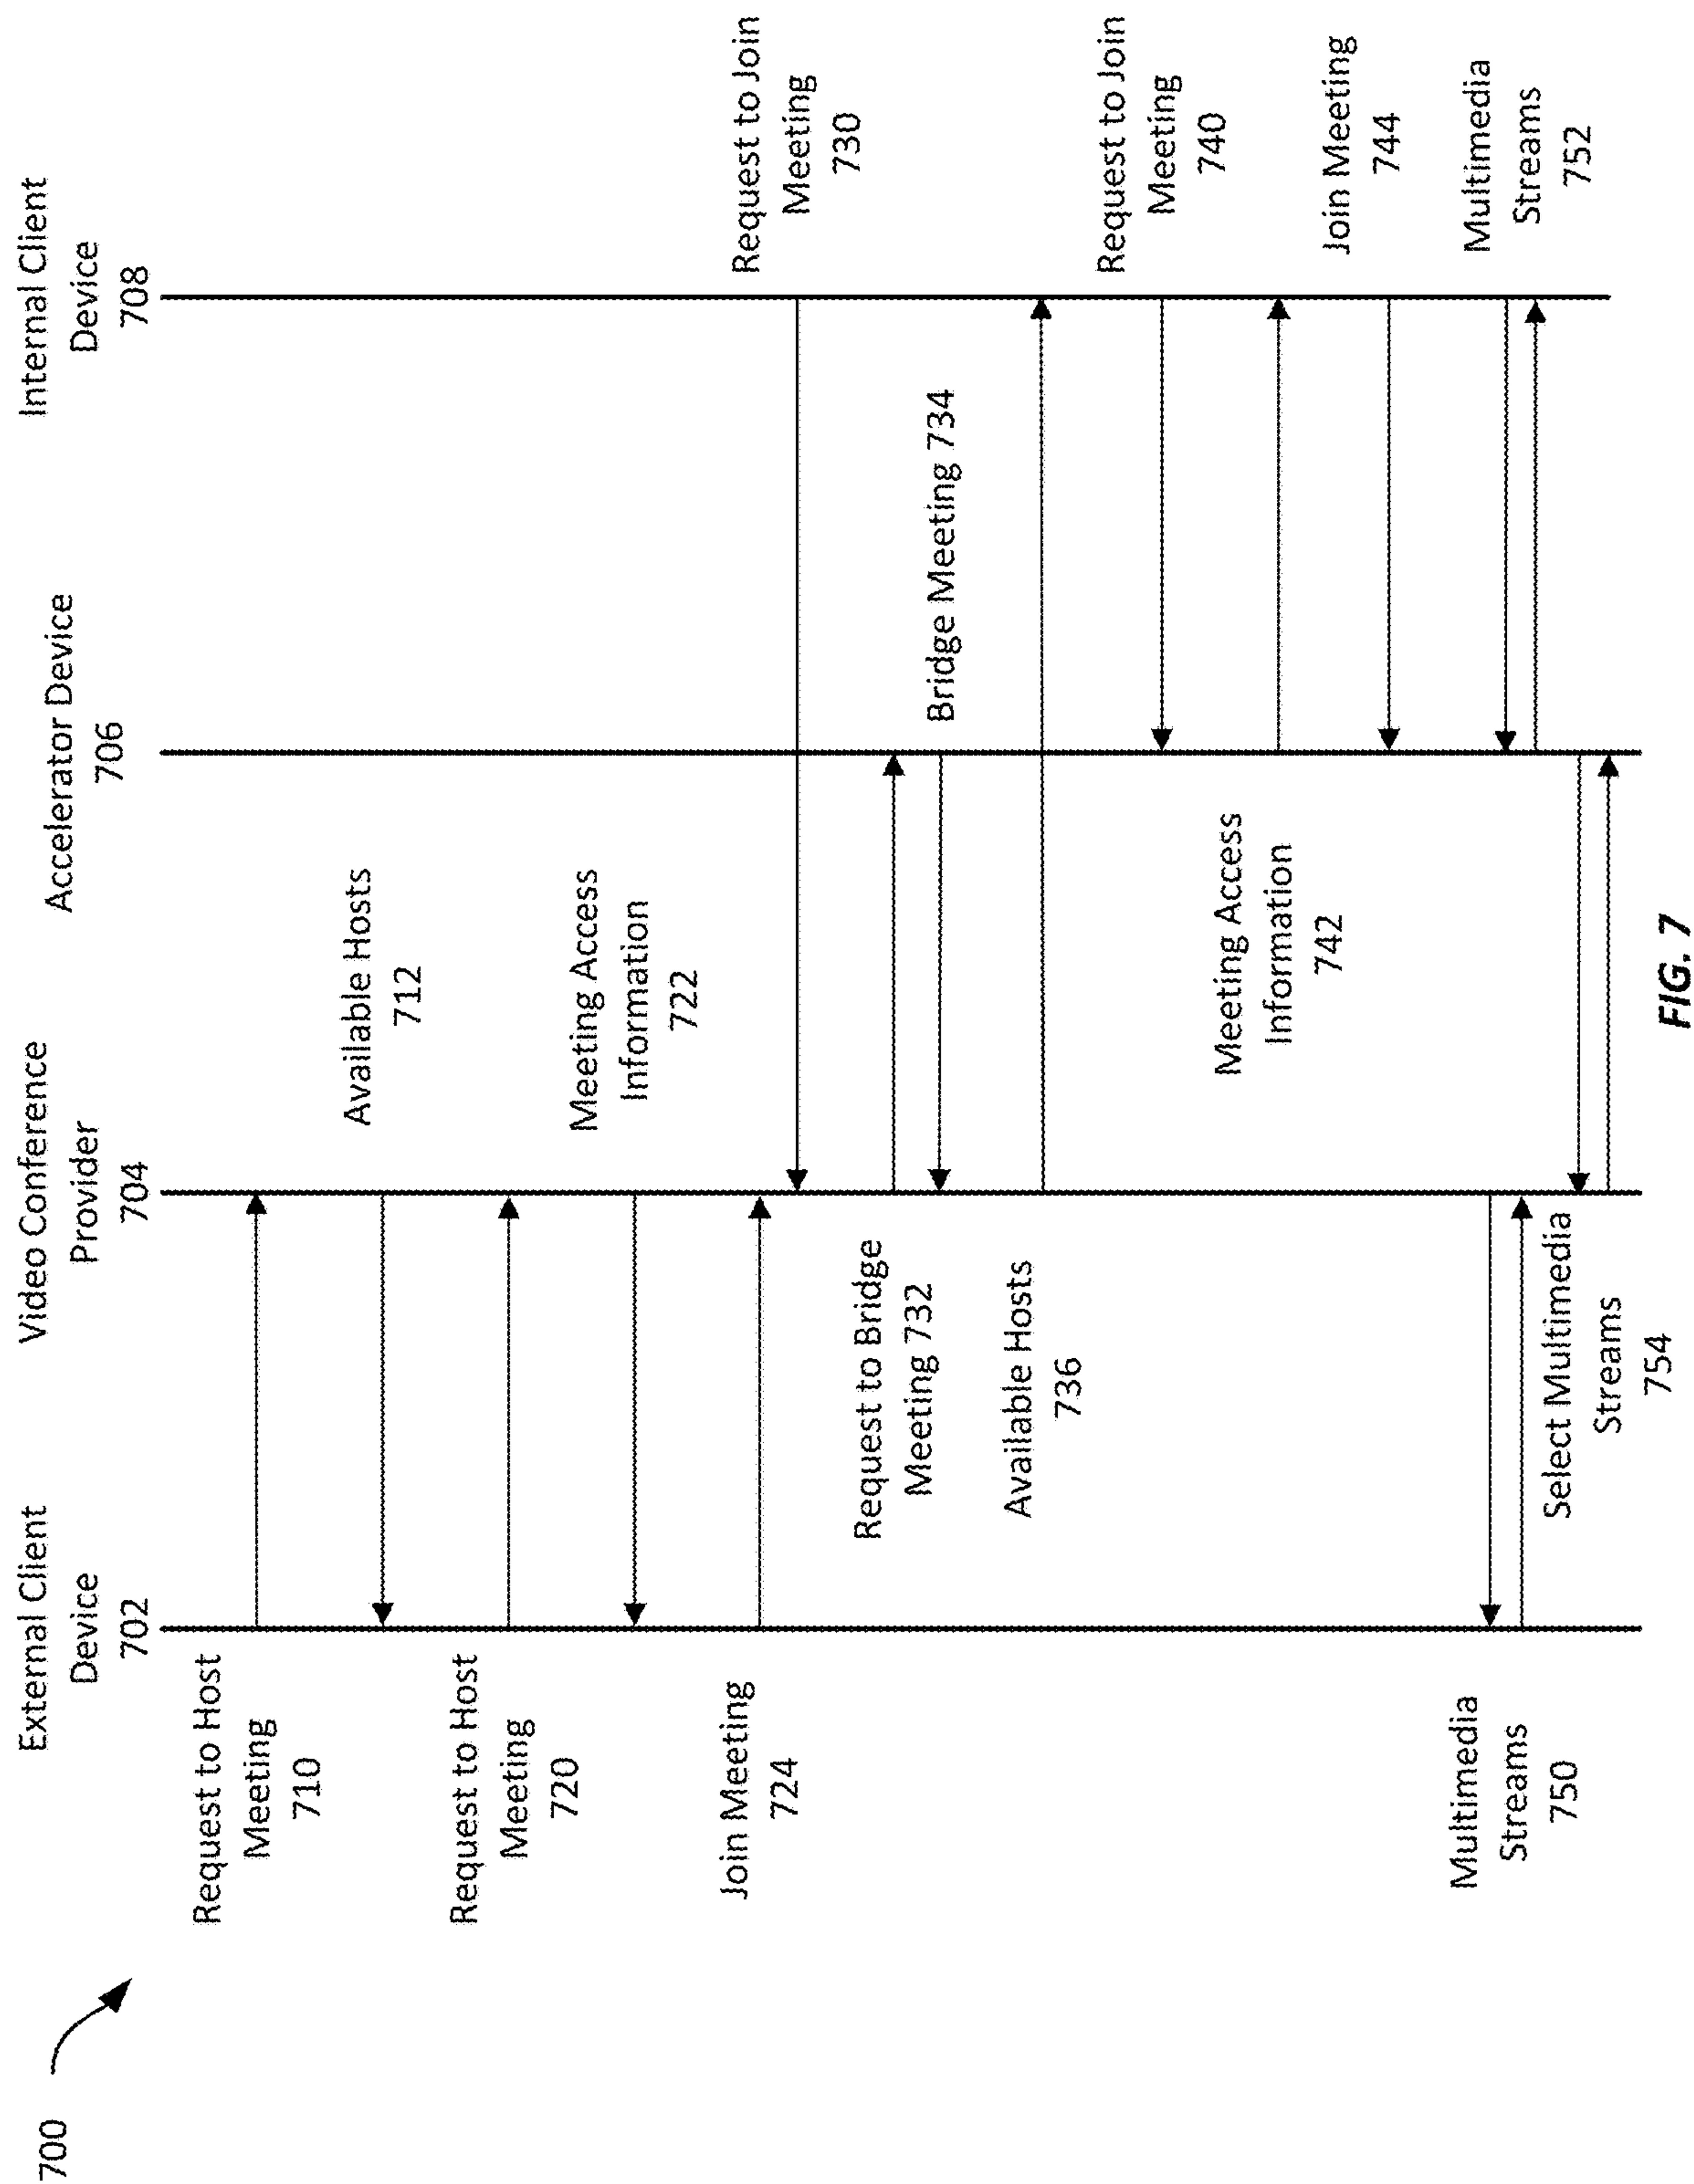 700
External Client
Device
702
Video Conference
Provider
704
Accelerator Device
706
Internal Client
Device
708
Request to Host
Meeting
710
Available Hosts
712
Request to Host
Meeting
720
Meeting Access
Information
722
Join Meeting
724
Request to Join
Meeting
730
Request to Bridge
Meeting 732
Bridge Meeting 734
Available Hosts
736
Request to Join
Meeting
740
Meeting Access
Information
742
Join Meeting
744
Multimedia
Streams
750
Multimedia
Streams
752
Select Multimedia
Streams
754
FIG. 7